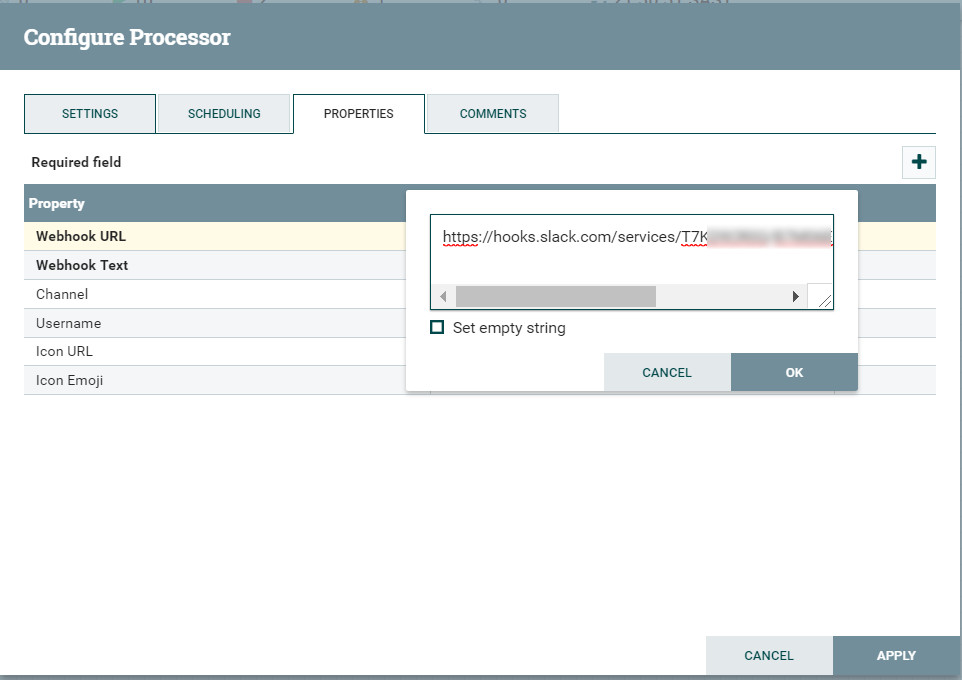 Configure Processor
SETTINGS SCHEDULING PROPERTIES COMMENTS
Required field
Property
Webhook URL
https://hooks.slack.com/services/T7K
Webhook Text
Channel
Username
Set empty string
Icon URL
Icon Emoji
CANCEL OK
CANCEL APPLY